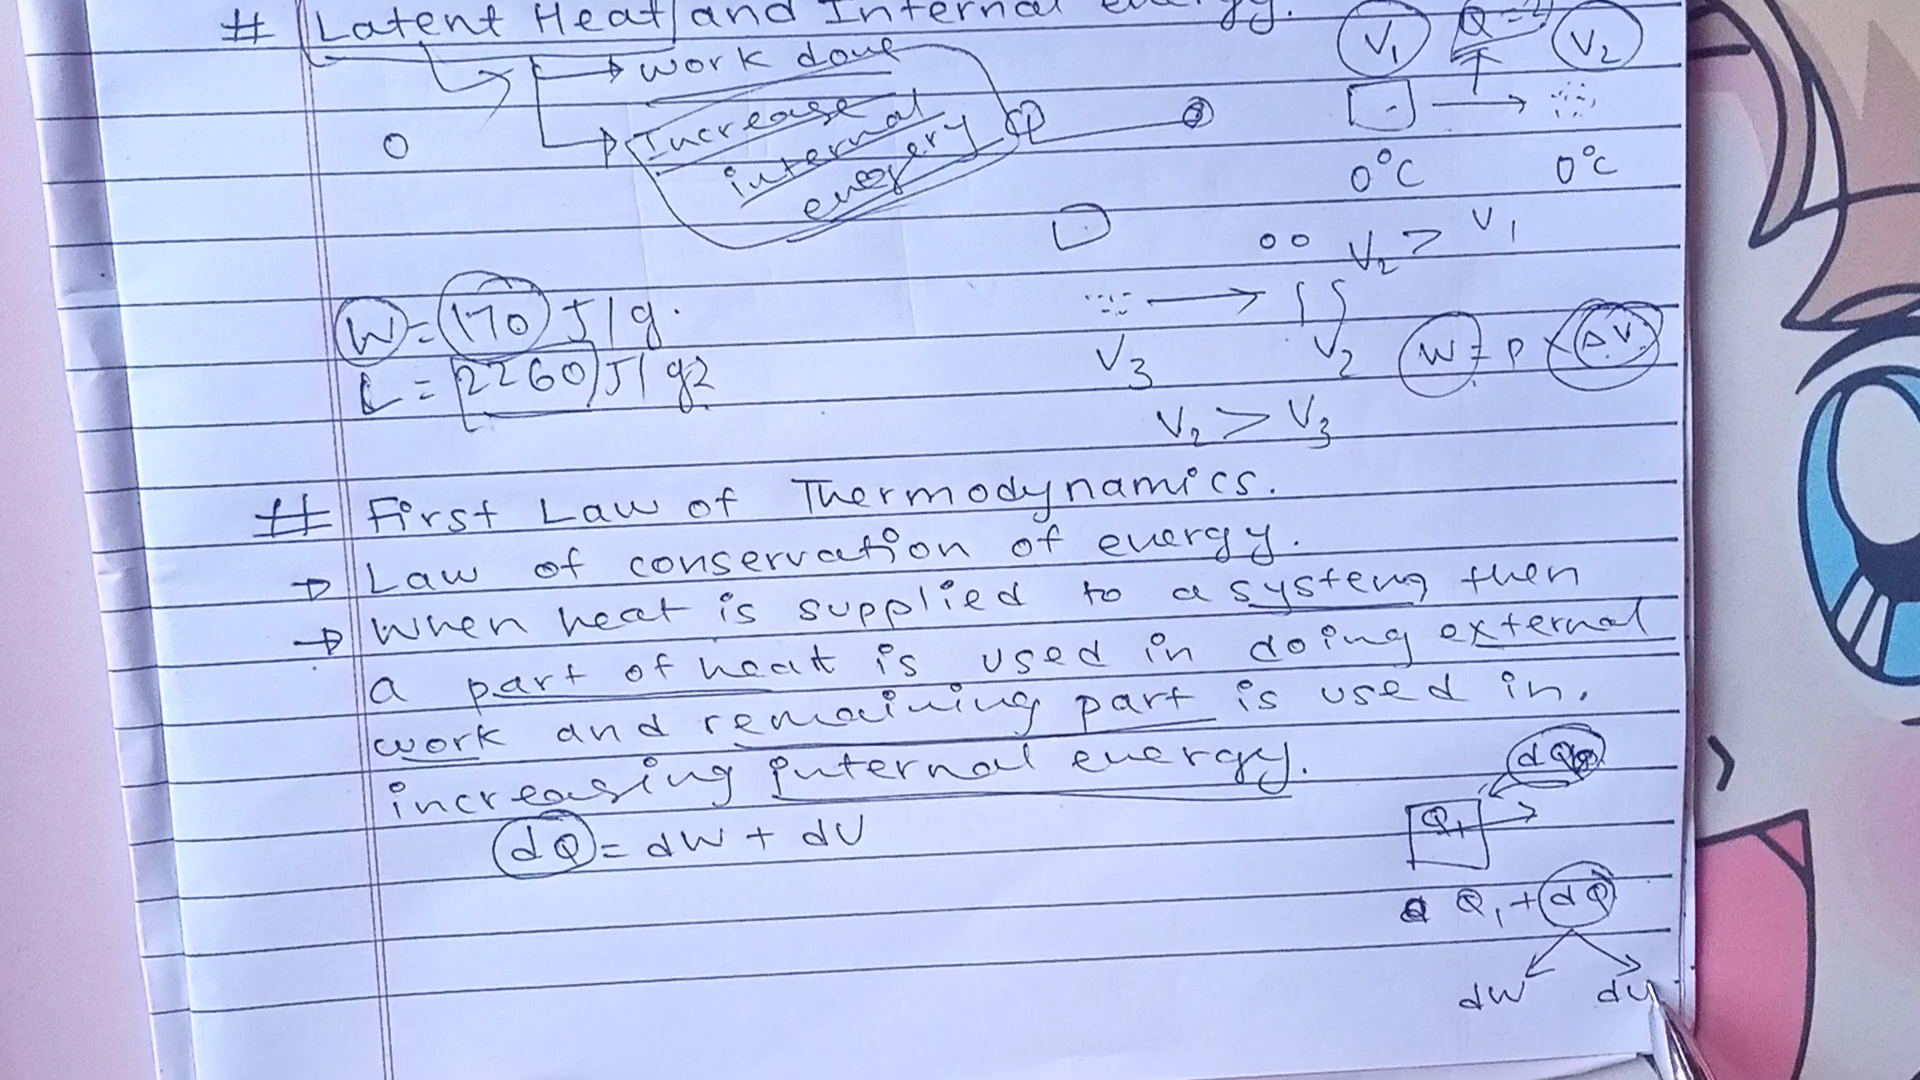 # Latent Heat and Internal energy.
V₁ Q = V₂
→ work done
→ Increase
internal
energery
0°C 0°C
V₂ > V₁
W = 170 J/g.
V₃ V₂ W = P × ΔV
L = 2260 J/g
V₂ > V₃
# First Law of Thermodynamics.
→ Law of conservation of energy.
→ When heat is supplied to a system then
a part of heat is used in doing external
work and remaining part is used in.
increasing internal energy.
dQ
Q₁
dQ = dW + dU
Q₁ + dQ
dW dU